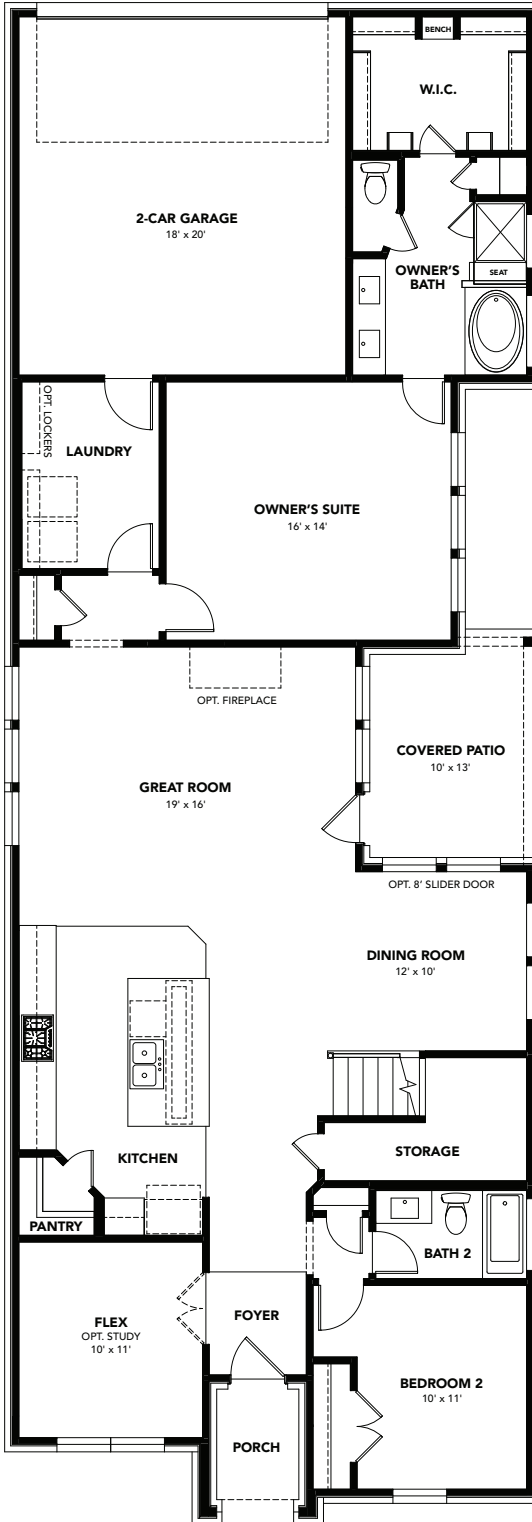 BENCH
W.I.C.
2-CAR GARAGE
18' x 20'
OWNER'S
BATH
SEAT
OPT. LOCKERS
LAUNDRY
OWNER'S SUITE
16' x 14'
OPT. FIREPLACE
COVERED PATIO
10' x 13'
GREAT ROOM
19' x 16'
OPT. 8' SLIDER DOOR
DINING ROOM
12' x 10'
KITCHEN
STORAGE
PANTRY
BATH 2
FLEX
OPT. STUDY
10' x 11'
FOYER
BEDROOM 2
10' x 11'
PORCH